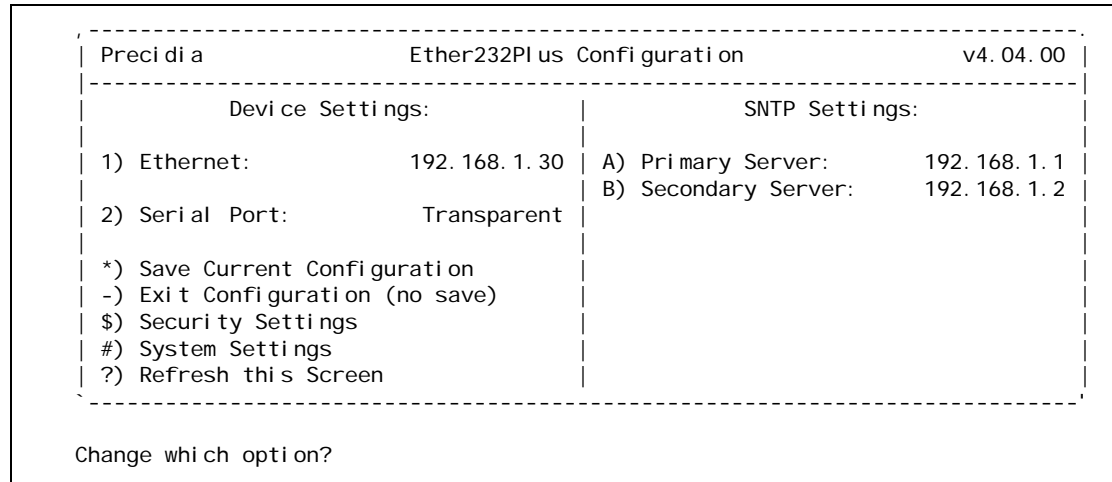 Precidia Ether232Plus Configuration v4.04.00
Device Settings: SNTP Settings:
1) Ethernet: 192.168.1.30 A) Primary Server: 192.168.1.1
B) Secondary Server: 192.168.1.2
2) Serial Port: Transparent
*) Save Current Configuration
-) Exit Configuration (no save)
$) Security Settings
#) System Settings
?) Refresh this Screen
Change which option?